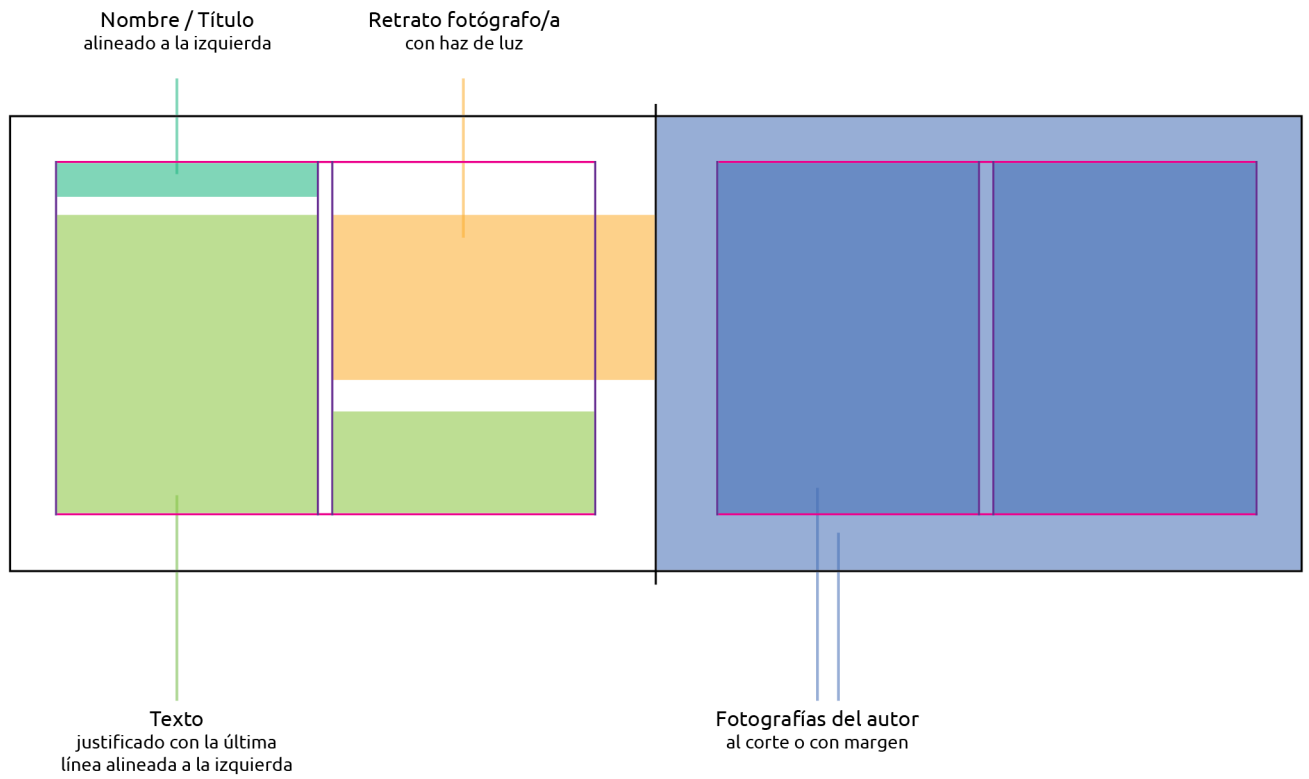 Nombre / Título
alineado a la izquierda
Retrato fotógrafo/a
con haz de luz
Texto
justificado con la última
línea alineada a la izquierda
Fotografías del autor
al corte o con margen